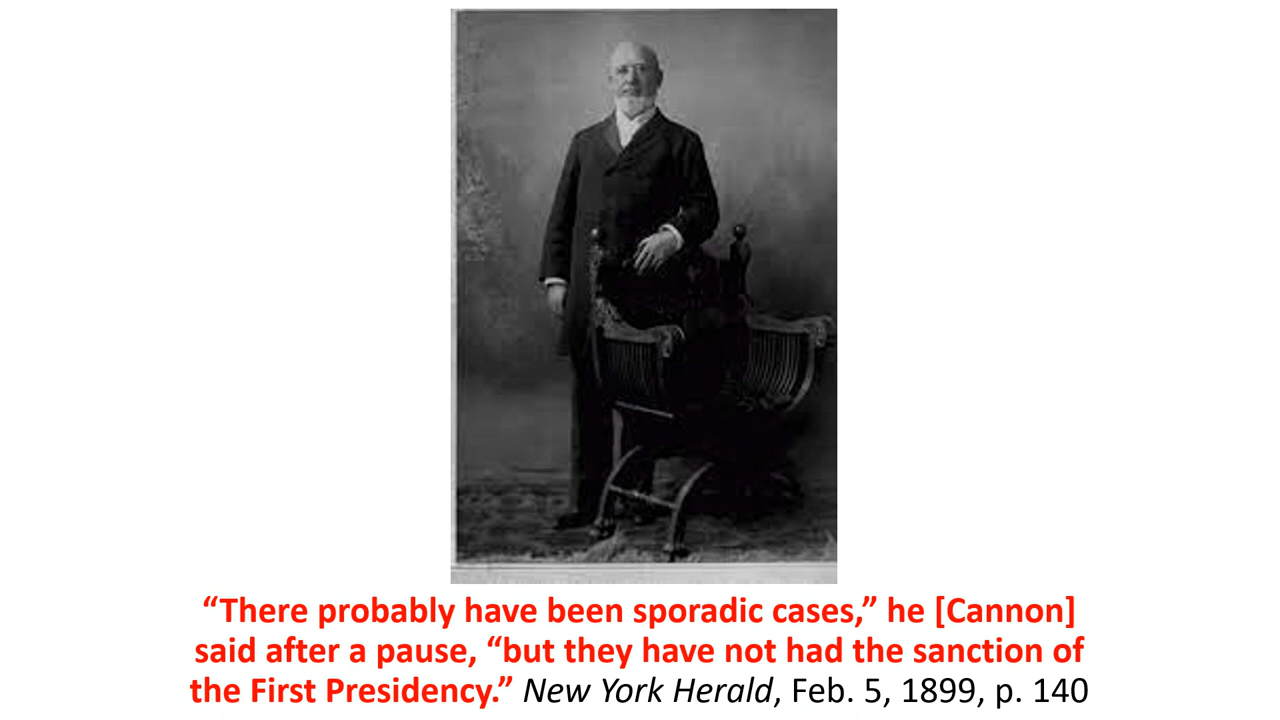 “There probably have been sporadic cases,” he [Cannon]
said after a pause, “but they have not had the sanction of
the First Presidency.” New York Herald, Feb. 5, 1899, p. 140